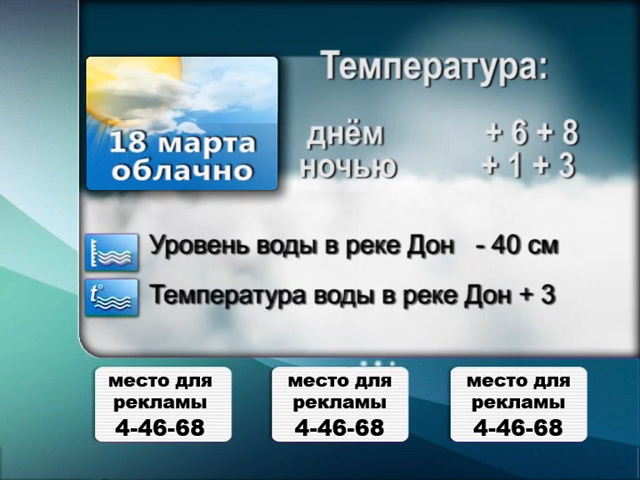 Температура:
18 марта
облачно
днём + 6 + 8
ночью + 1 + 3
Уровень воды в реке Дон - 40 см
t°
Температура воды в реке Дон + 3
место для
рекламы
4-46-68
место для
рекламы
4-46-68
место для
рекламы
4-46-68